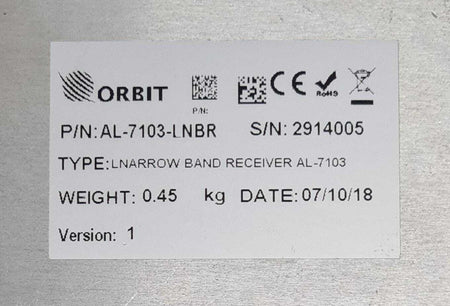 ORBIT
P/N:
RoHS
P/N: AL-7103-LNBR S/N: 2914005
TYPE: LNARROW BAND RECEIVER AL-7103
WEIGHT: 0.45 kg DATE: 07/10/18
Version: 1